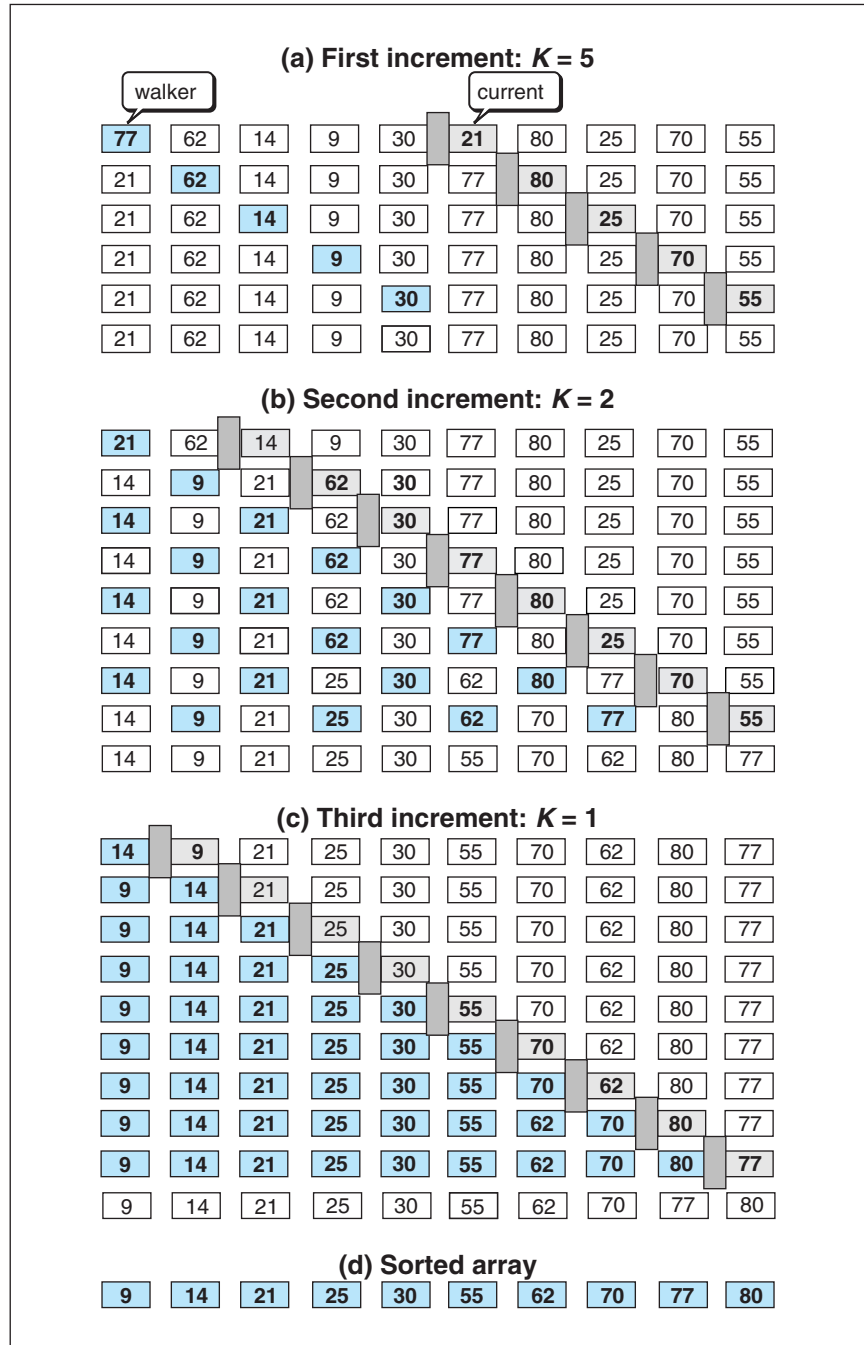 (a) First increment: K = 5
walker
current
77 62 14 9 30 21 80 25 70 55
21 62 14 9 30 77 80 25 70 55
21 62 14 9 30 77 80 25 70 55
21 62 14 9 30 77 80 25 70 55
21 62 14 9 30 77 80 25 70 55
21 62 14 9 30 77 80 25 70 55
(b) Second increment: K = 2
21 62 14 9 30 77 80 25 70 55
14 9 21 62 30 77 80 25 70 55
14 9 21 62 30 77 80 25 70 55
14 9 21 62 30 77 80 25 70 55
14 9 21 62 30 77 80 25 70 55
14 9 21 62 30 77 80 25 70 55
14 9 21 25 30 62 80 77 70 55
14 9 21 25 30 62 70 77 80 55
14 9 21 25 30 55 70 62 80 77
(c) Third increment: K = 1
14 9 21 25 30 55 70 62 80 77
9 14 21 25 30 55 70 62 80 77
9 14 21 25 30 55 70 62 80 77
9 14 21 25 30 55 70 62 80 77
9 14 21 25 30 55 70 62 80 77
9 14 21 25 30 55 70 62 80 77
9 14 21 25 30 55 70 62 80 77
9 14 21 25 30 55 62 70 80 77
9 14 21 25 30 55 62 70 80 77
9 14 21 25 30 55 62 70 77 80
(d) Sorted array
9 14 21 25 30 55 62 70 77 80